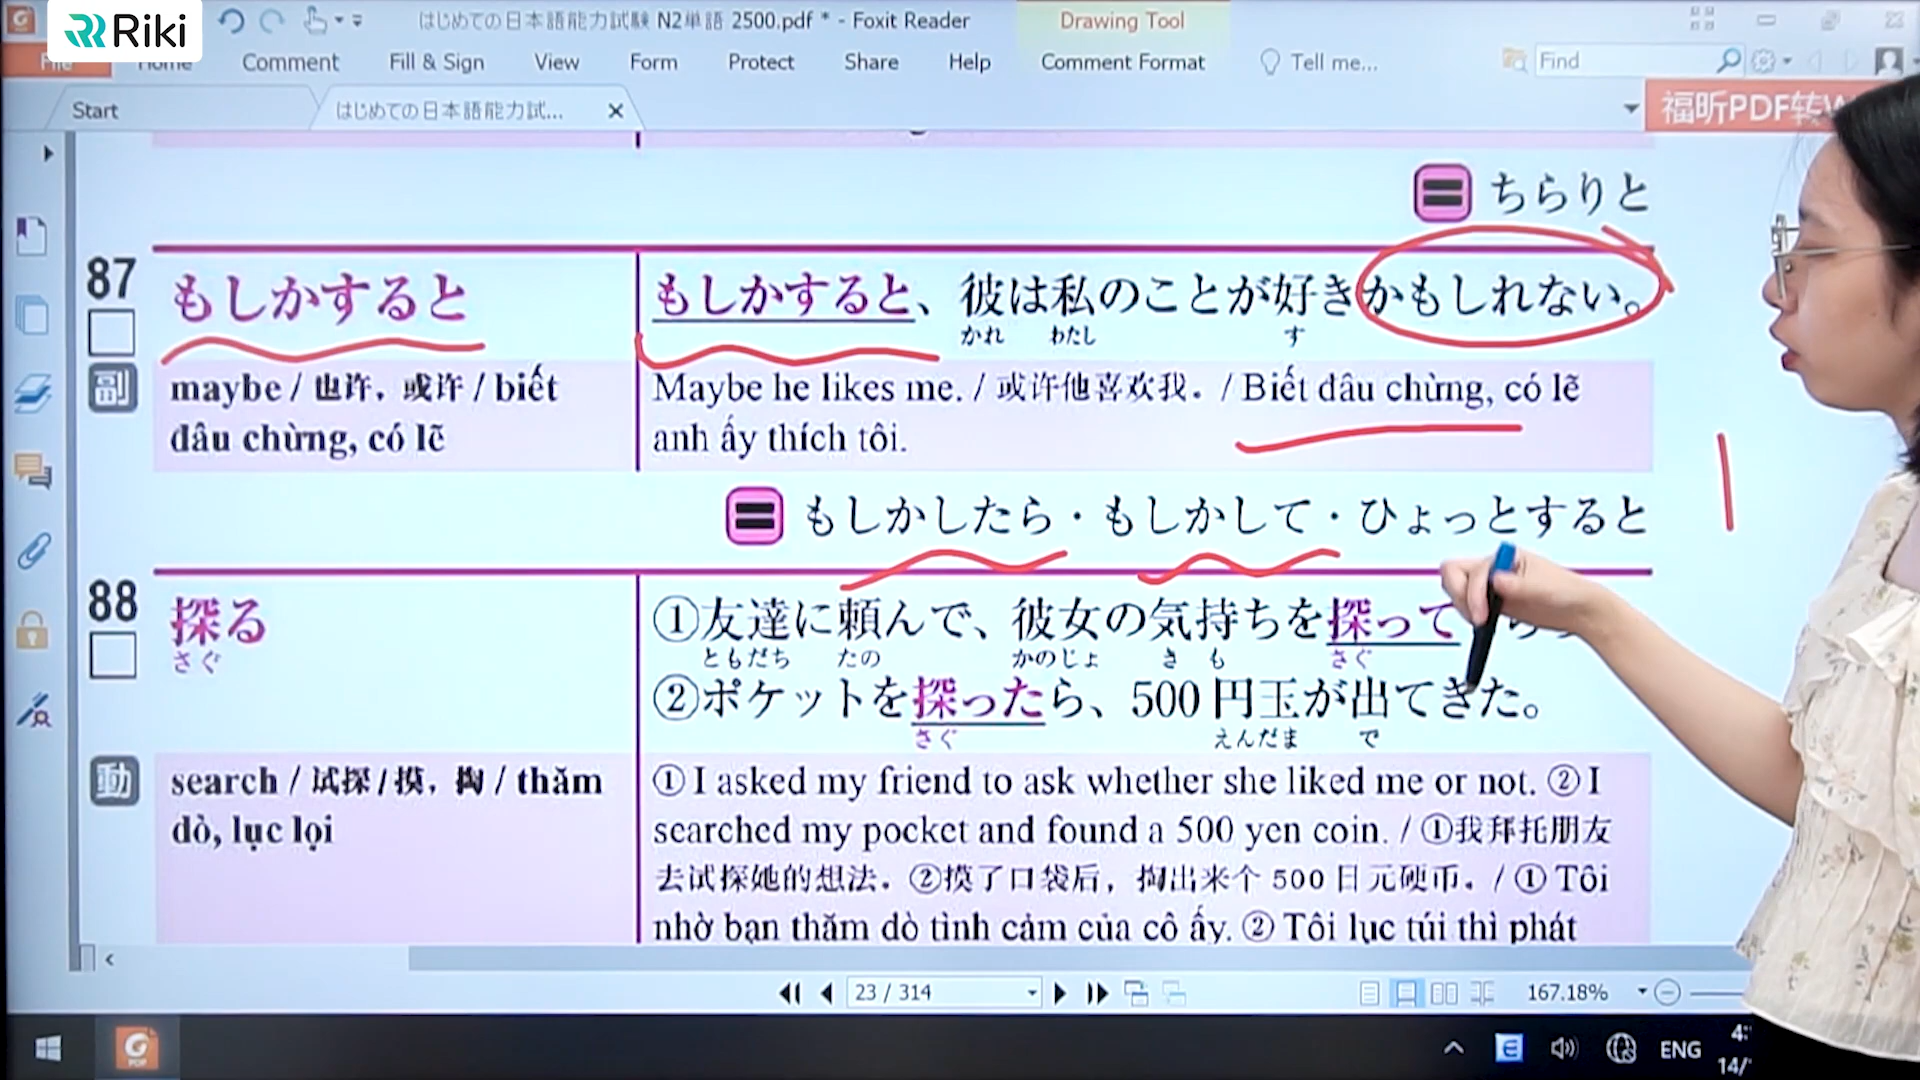 Riki
はじめての日本語能力試験 N2単語 2500.pdf * - Foxit Reader
Drawing Tool
File
Home
Comment
Fill & Sign
View
Form
Protect
Share
Help
Comment Format
Tell me...
Find
Start
はじめての日本語能力試...
福昕PDF转
= ちらりと
87
もしかすると
もしかすると、彼は私のことが好きかもしれない。
かれ わたし す
副
maybe / 也许，或许 / biết
đâu chừng, có lẽ
Maybe he likes me. / 或许他喜欢我。/ Biết đâu chừng, có lẽ
anh ấy thích tôi.
= もしかしたら・もしかして・ひょっとすると
88
探る
さぐ
①友達に頼んで、彼女の気持ちを探って
ともだち たの かのじょ き も さぐ
②ポケットを探ったら、500円玉が出てきた。
さぐ えんだま で
動
search / 试探 / 摸，掏 / thăm
dò, lục lọi
① I asked my friend to ask whether she liked me or not. ② I
searched my pocket and found a 500 yen coin. / ①我拜托朋友
去试探她的想法。②摸了口袋后，掏出来个 500 日元硬币。/ ① Tôi
nhờ bạn thăm dò tình cảm của cô ấy. ② Tôi lục túi thì phát
23 / 314
167.18%
ENG
14/